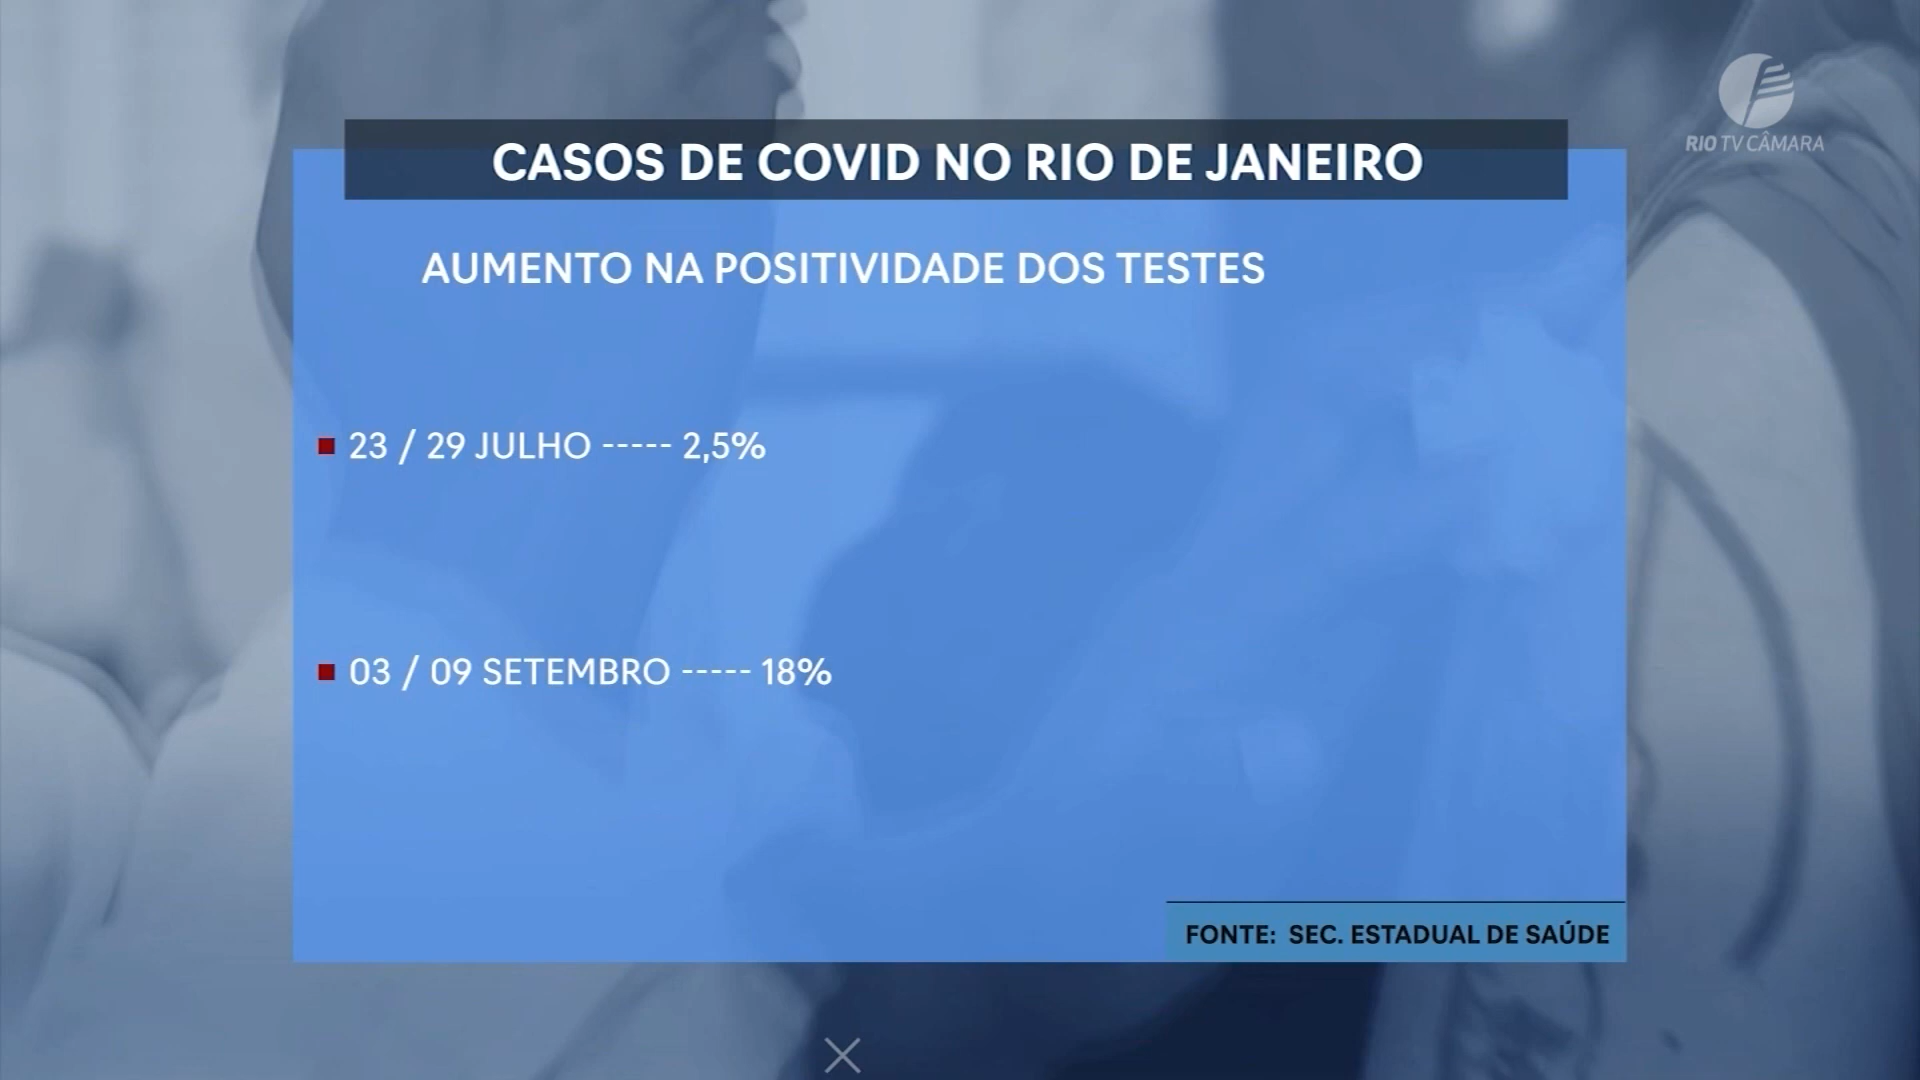 RIO TV CÂMARA
CASOS DE COVID NO RIO DE JANEIRO
AUMENTO NA POSITIVIDADE DOS TESTES
23 / 29 JULHO ----- 2,5%
03 / 09 SETEMBRO ----- 18%
FONTE: SEC. ESTADUAL DE SAÚDE